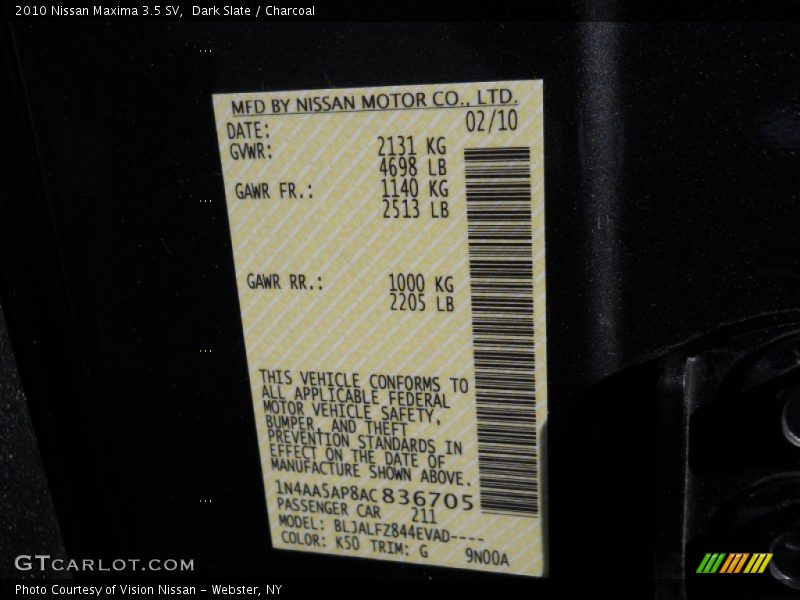 2010 Nissan Maxima 3.5 SV,  Dark Slate / Charcoal
MFD BY NISSAN MOTOR CO., LTD.
DATE: 02/10
GVWR: 2131 KG
4698 LB
GAWR FR.: 1140 KG
2513 LB
GAWR RR.: 1000 KG
2205 LB
THIS VEHICLE CONFORMS TO
ALL APPLICABLE FEDERAL
MOTOR VEHICLE SAFETY,
BUMPER, AND THEFT
PREVENTION STANDARDS IN
EFFECT ON THE DATE OF
MANUFACTURE SHOWN ABOVE.
1N4AA5AP8AC836705
PASSENGER CAR 211
MODEL: BLJALFZ844EVAD----
COLOR: K50 TRIM: G 9N00A
GTCARLOT.COM
Photo Courtesy of Vision Nissan - Webster, NY